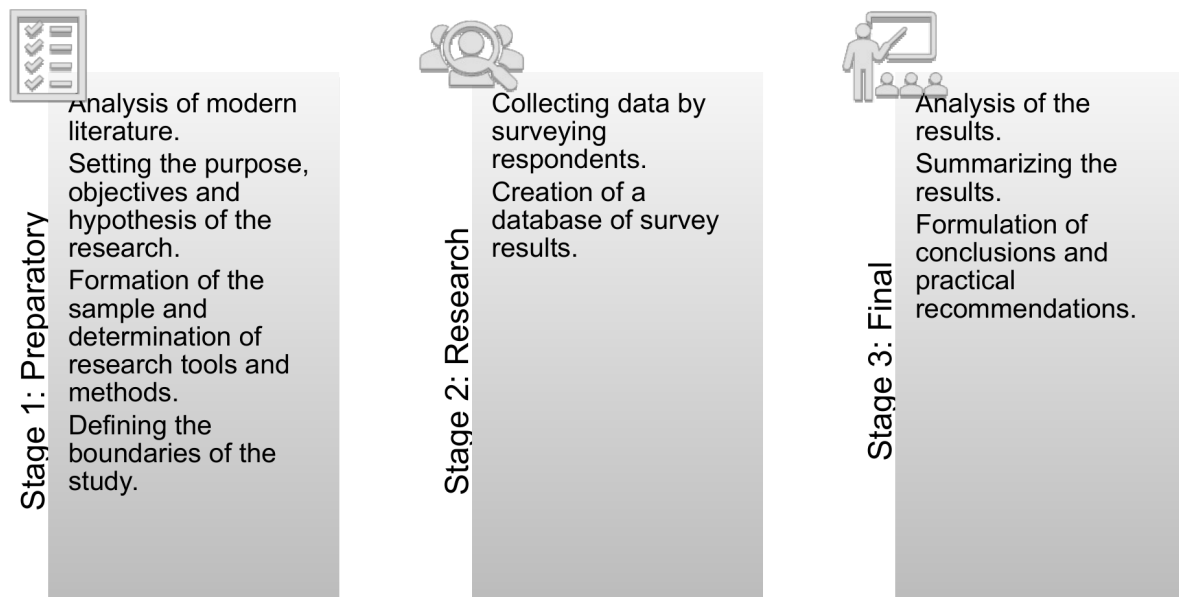 Stage 1: Preparatory
Analysis of modern
literature.
Setting the purpose,
objectives and
hypothesis of the
research.
Formation of the
sample and
determination of
research tools and
methods.
Defining the
boundaries of the
study.
Stage 2: Research
Collecting data by
surveying
respondents.
Creation of a
database of survey
results.
Stage 3: Final
Analysis of the
results.
Summarizing the
results.
Formulation of
conclusions and
practical
recommendations.